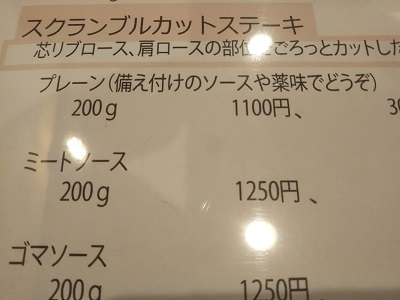 スクランブルカットステーキ
芯リブロース、肩ロースの部位をごろっとカットした
プレーン(備え付けのソースや薬味でどうぞ)
200g 1100円、 30
ミートソース
200g 1250円、
ゴマソース
200g 1250円